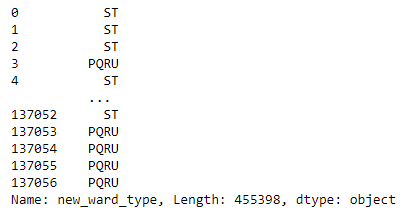 0 ST
1 ST
2 ST
3 PQRU
4 ST
...
137052 ST
137053 PQRU
137054 PQRU
137055 PQRU
137056 PQRU
Name: new_ward_type, Length: 455398, dtype: object